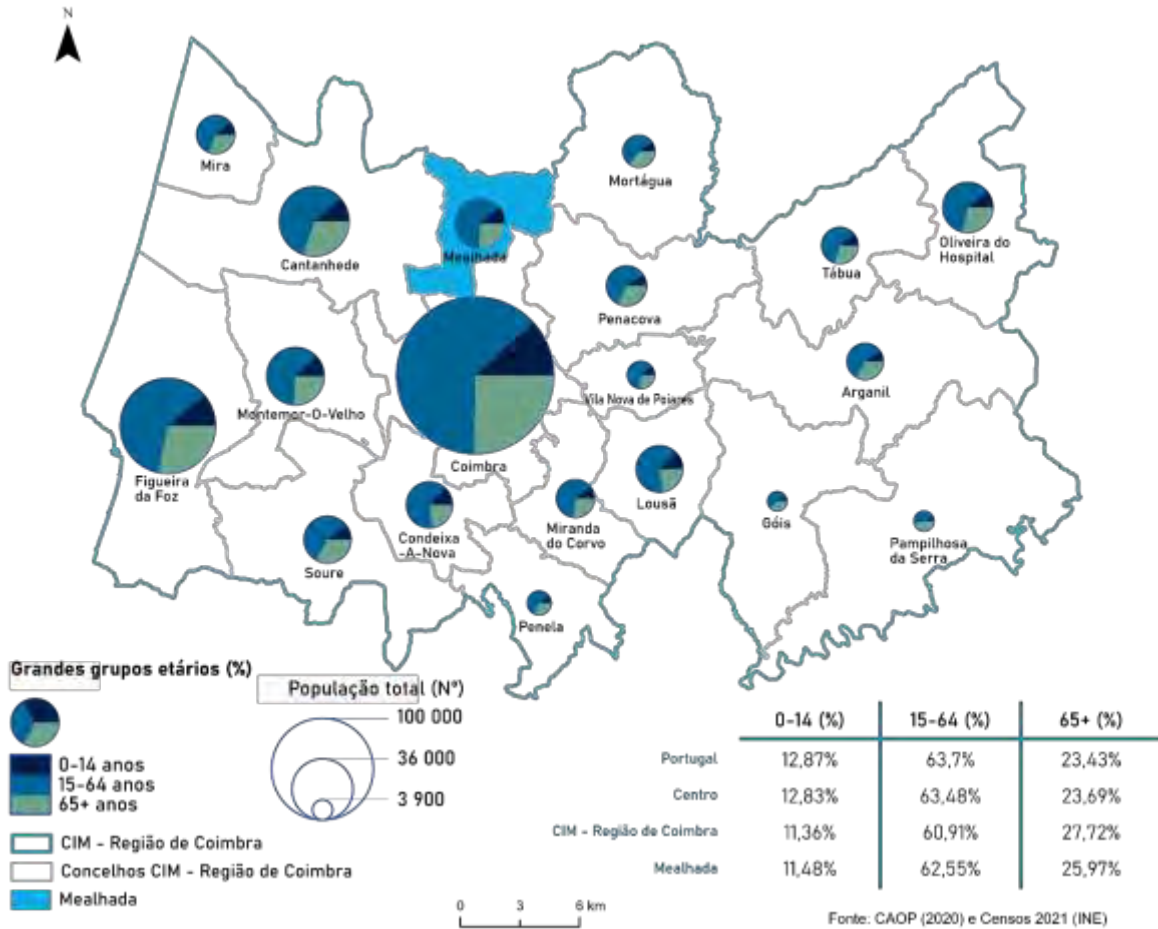 N
Mira
Cantanhede
Mealhada
Mortágua
Tábua
Oliveira do
Hospital
Penacova
Vila Nova de Poiares
Arganil
Montemor-O-Velho
Figueira
da Foz
Coimbra
Lousã
Góis
Pampilhosa
da Serra
Condeixa
-A-Nova
Miranda
do Corvo
Soure
Penela
Grandes grupos etários (%)
0-14 anos
15-64 anos
65+ anos
CIM - Região de Coimbra
Concelhos CIM - Região de Coimbra
Mealhada
População total (N°)
100 000
36 000
3 900
0 3 6 km
0-14 (%) 15-64 (%) 65+ (%)
Portugal 12,87% 63,7% 23,43%
Centro 12,83% 63,48% 23,69%
CIM - Região de Coimbra 11,36% 60,91% 27,72%
Mealhada 11,48% 62,55% 25,97%
Fonte: CAOP (2020) e Censos 2021 (INE)